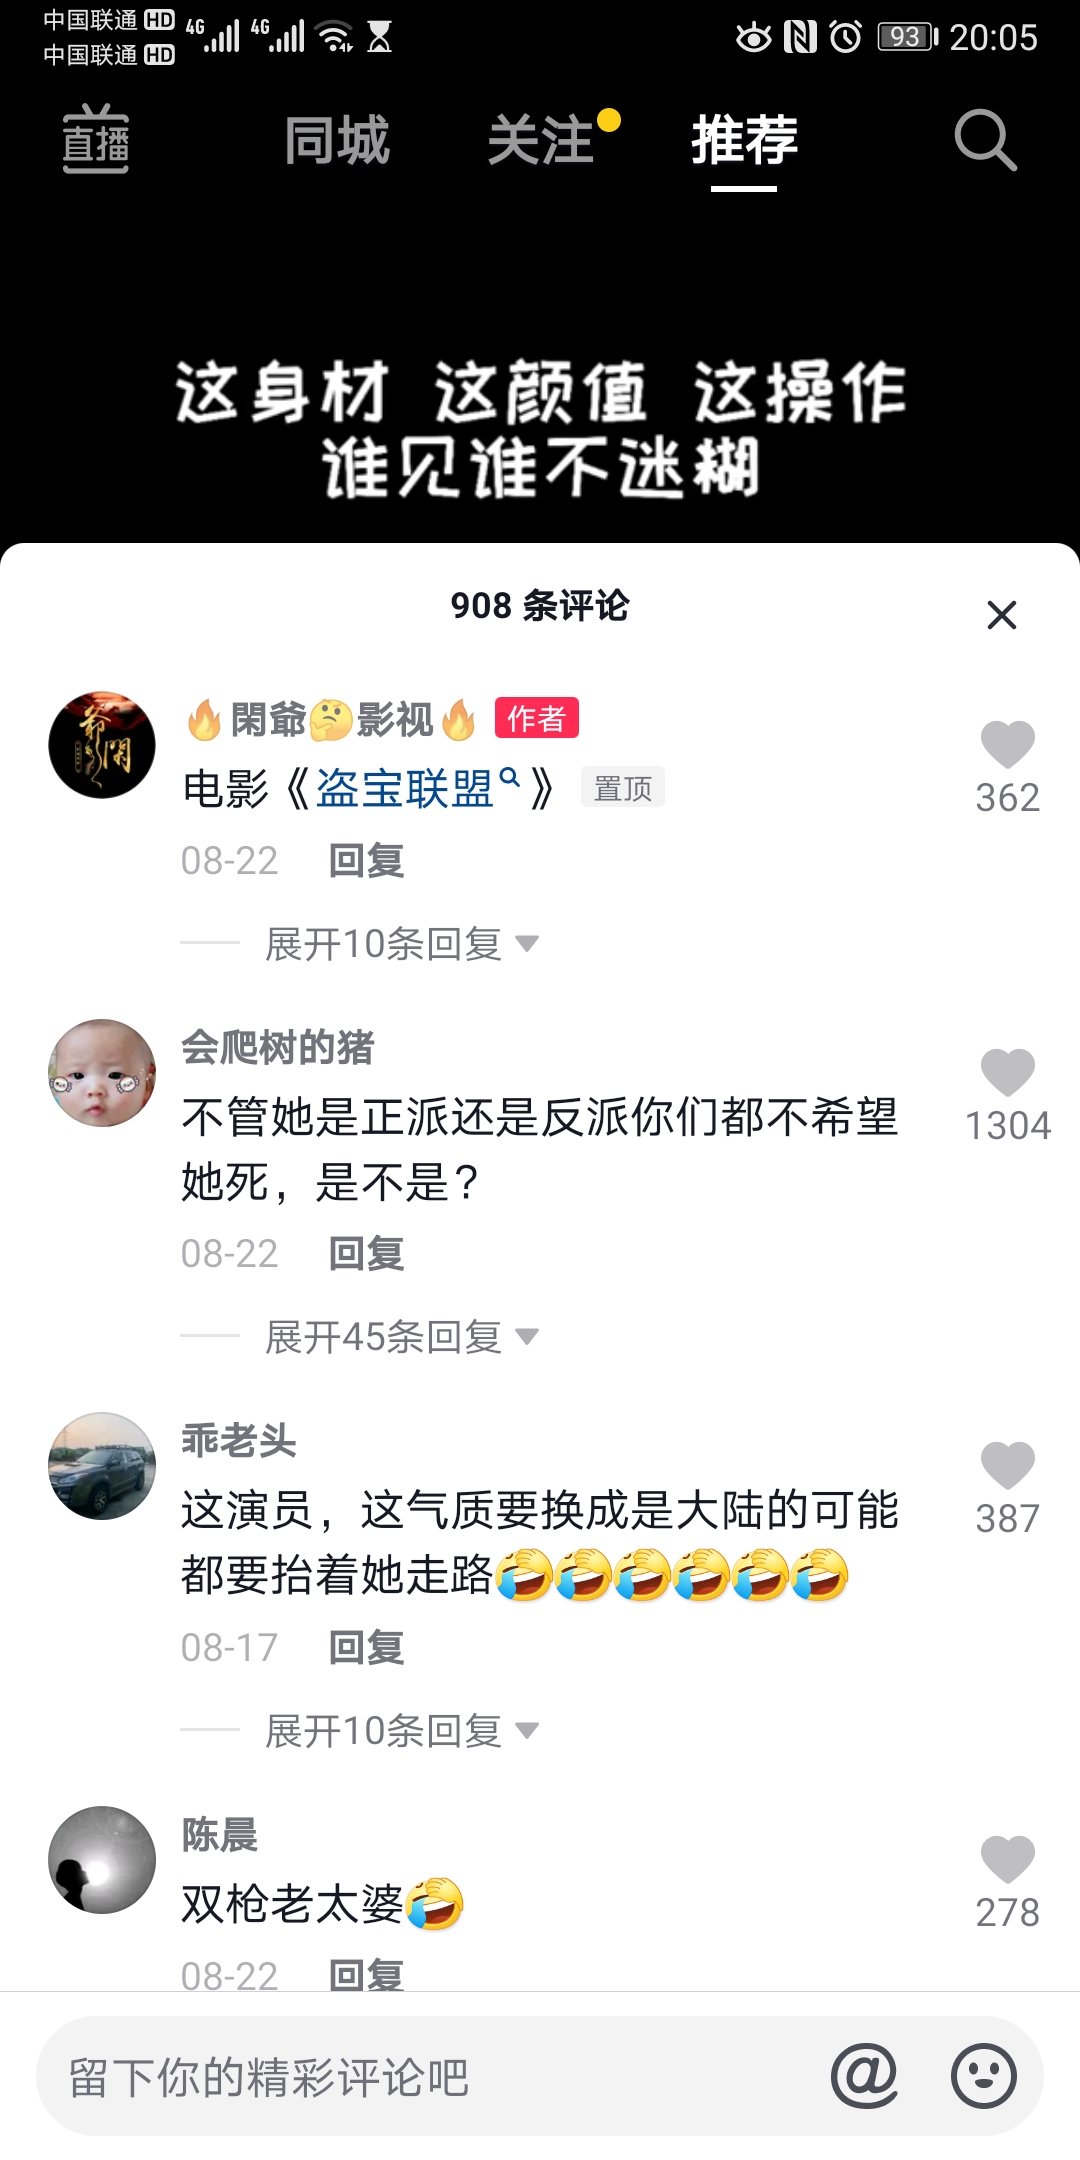 中国联通 HD 4G 4G 93 20:05
中国联通 HD
直播 同城 关注 推荐
这身材 这颜值 这操作
谁见谁不迷糊
908 条评论
爷閑
🔥閑爺🤔影视🔥 作者
电影《盗宝联盟》 置顶
362
08-22 回复
展开10条回复
会爬树的猪
不管她是正派还是反派你们都不希望
她死，是不是？
1304
08-22 回复
展开45条回复
乖老头
这演员，这气质要换成是大陆的可能
都要抬着她走路🤣🤣🤣🤣🤣🤣
387
08-17 回复
展开10条回复
陈晨
双枪老太婆🤣
278
08-22 回复
留下你的精彩评论吧 @